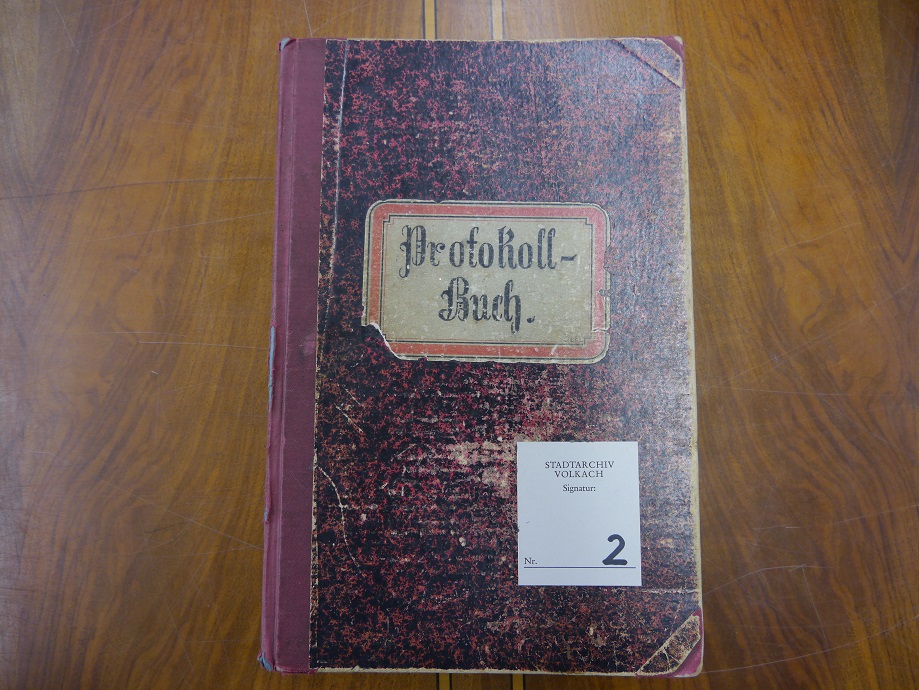 Protokoll-
Buch.
STADTARCHIV
VOLKACH
Signatur:
Nr. 2